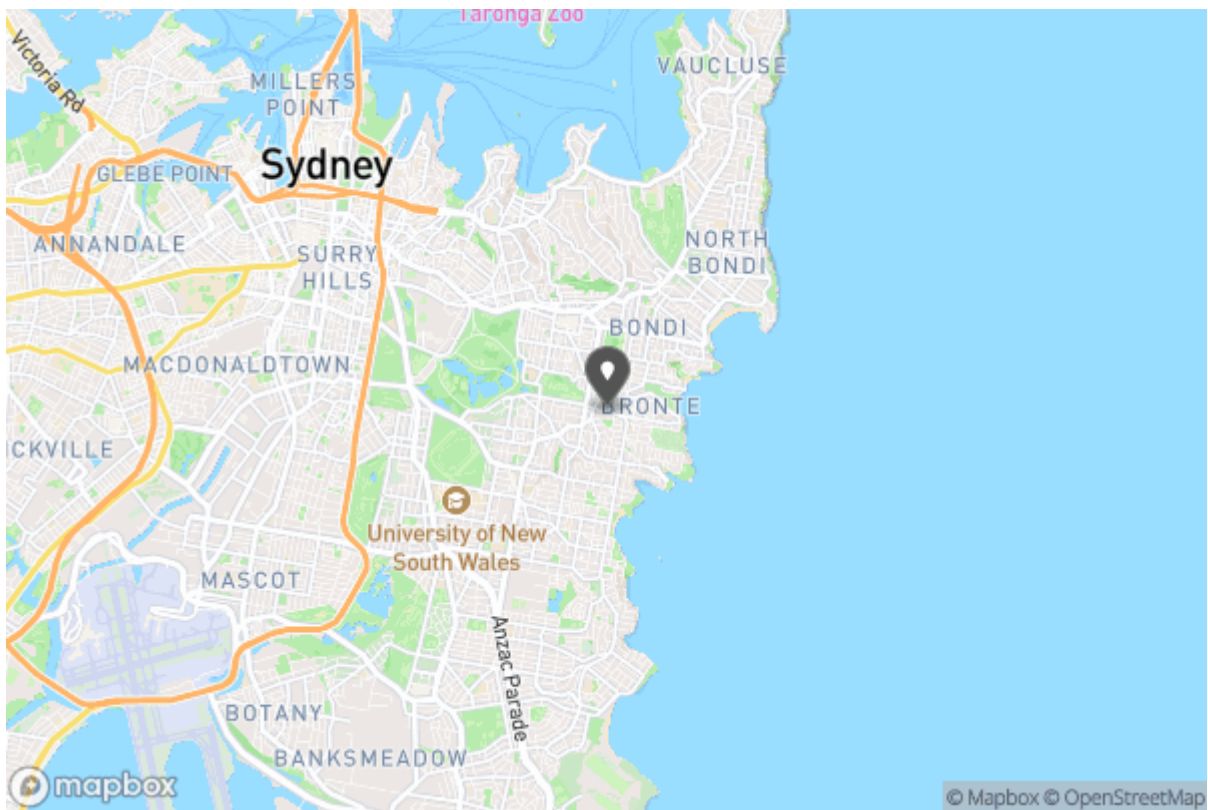 Taronga Zoo
VAUCLUSE
Victoria Rd
MILLERS
POINT
GLEBE POINT
Sydney
ANNANDALE
SURRY
HILLS
NORTH
BONDI
BONDI
MACDONALDTOWN
BRONTE
ICKVILLE
University of New
South Wales
MASCOT
Anzac Parade
BOTANY
BANKSMEADOW
mapbox
© Mapbox © OpenStreetMap